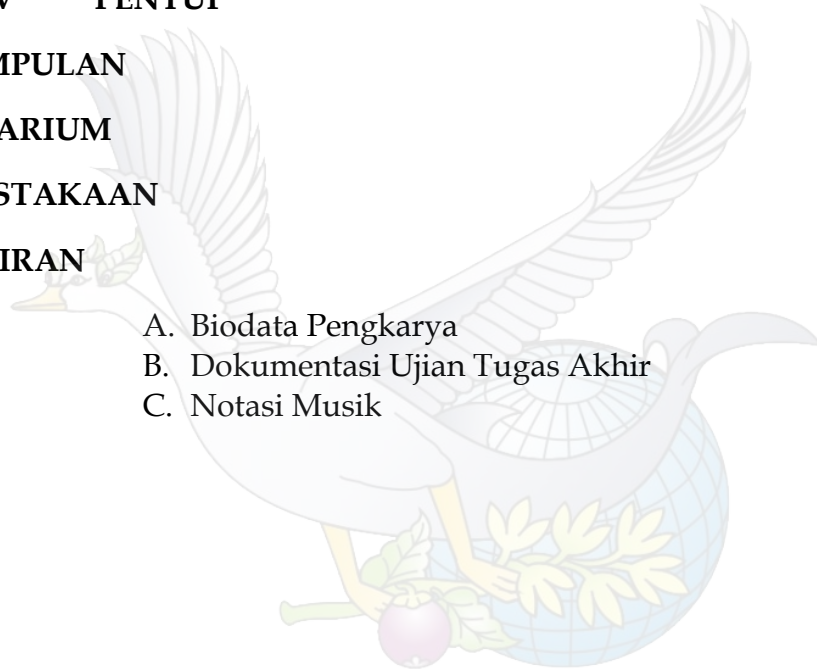 V PENTUP
MPULAN
ARIUM
STAKAAN
IRAN
A. Biodata Pengkarya
B. Dokumentasi Ujian Tugas Akhir
C. Notasi Musik